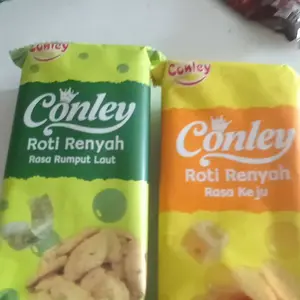 Conley
Conley
Roti Renyah
Rasa Rumput Laut
Conley
Conley
Roti Renyah
Rasa Keju